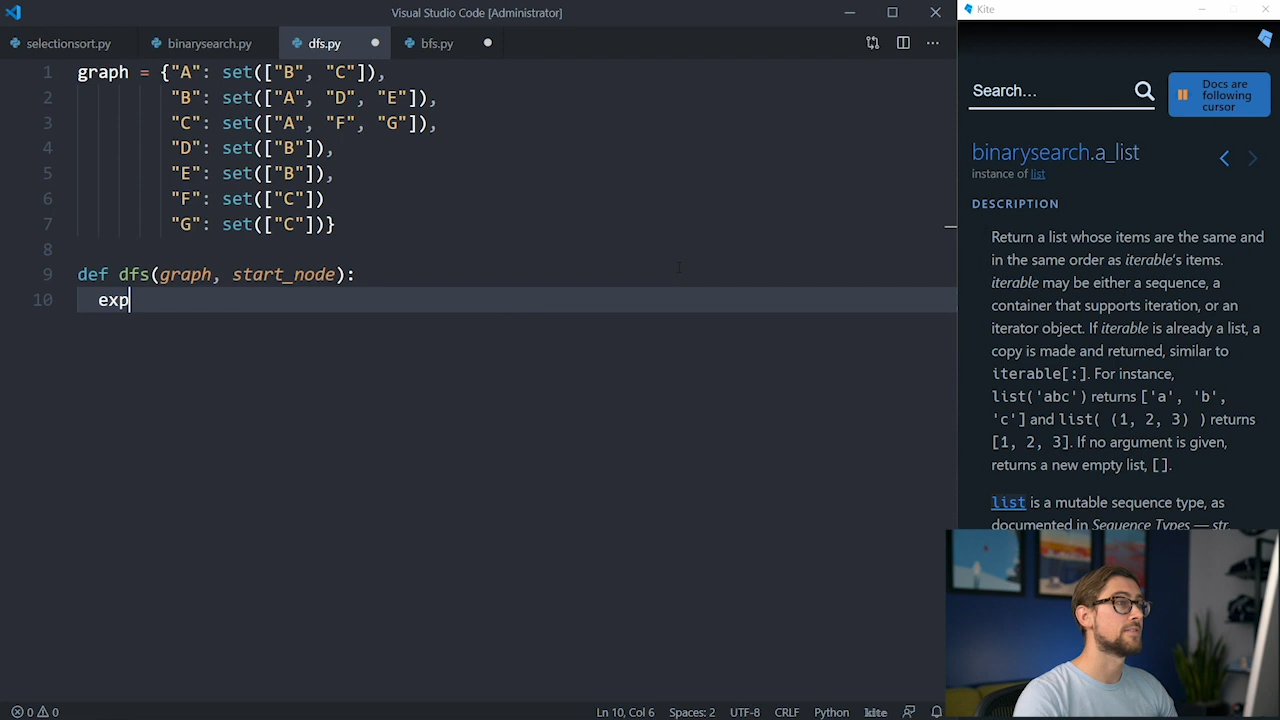 Visual Studio Code [Administrator]
selectionsort.py
binarysearch.py
dfs.py
bfs.py
1 graph = {"A": set(["B", "C"]),
2 "B": set(["A", "D", "E"]),
3 "C": set(["A", "F", "G"]),
4 "D": set(["B"]),
5 "E": set(["B"]),
6 "F": set(["C"])
7 "G": set(["C"])}
8
9 def dfs(graph, start_node):
10 exp
0 0
Ln 10, Col 6
Spaces: 2
UTF-8
CRLF
Python
kite
Kite
Search...
Docs are
following
cursor
binarysearch.a_list
instance of list
DESCRIPTION
Return a list whose items are the same and
in the same order as iterable's items.
iterable may be either a sequence, a
container that supports iteration, or an
iterator object. If iterable is already a list, a
copy is made and returned, similar to
iterable[:]. For instance,
list('abc') returns ['a', 'b',
'c'] and list( (1, 2, 3) ) returns
[1, 2, 3]. If no argument is given,
returns a new empty list, [].
list is a mutable sequence type, as
documented in Sequence Types — str,